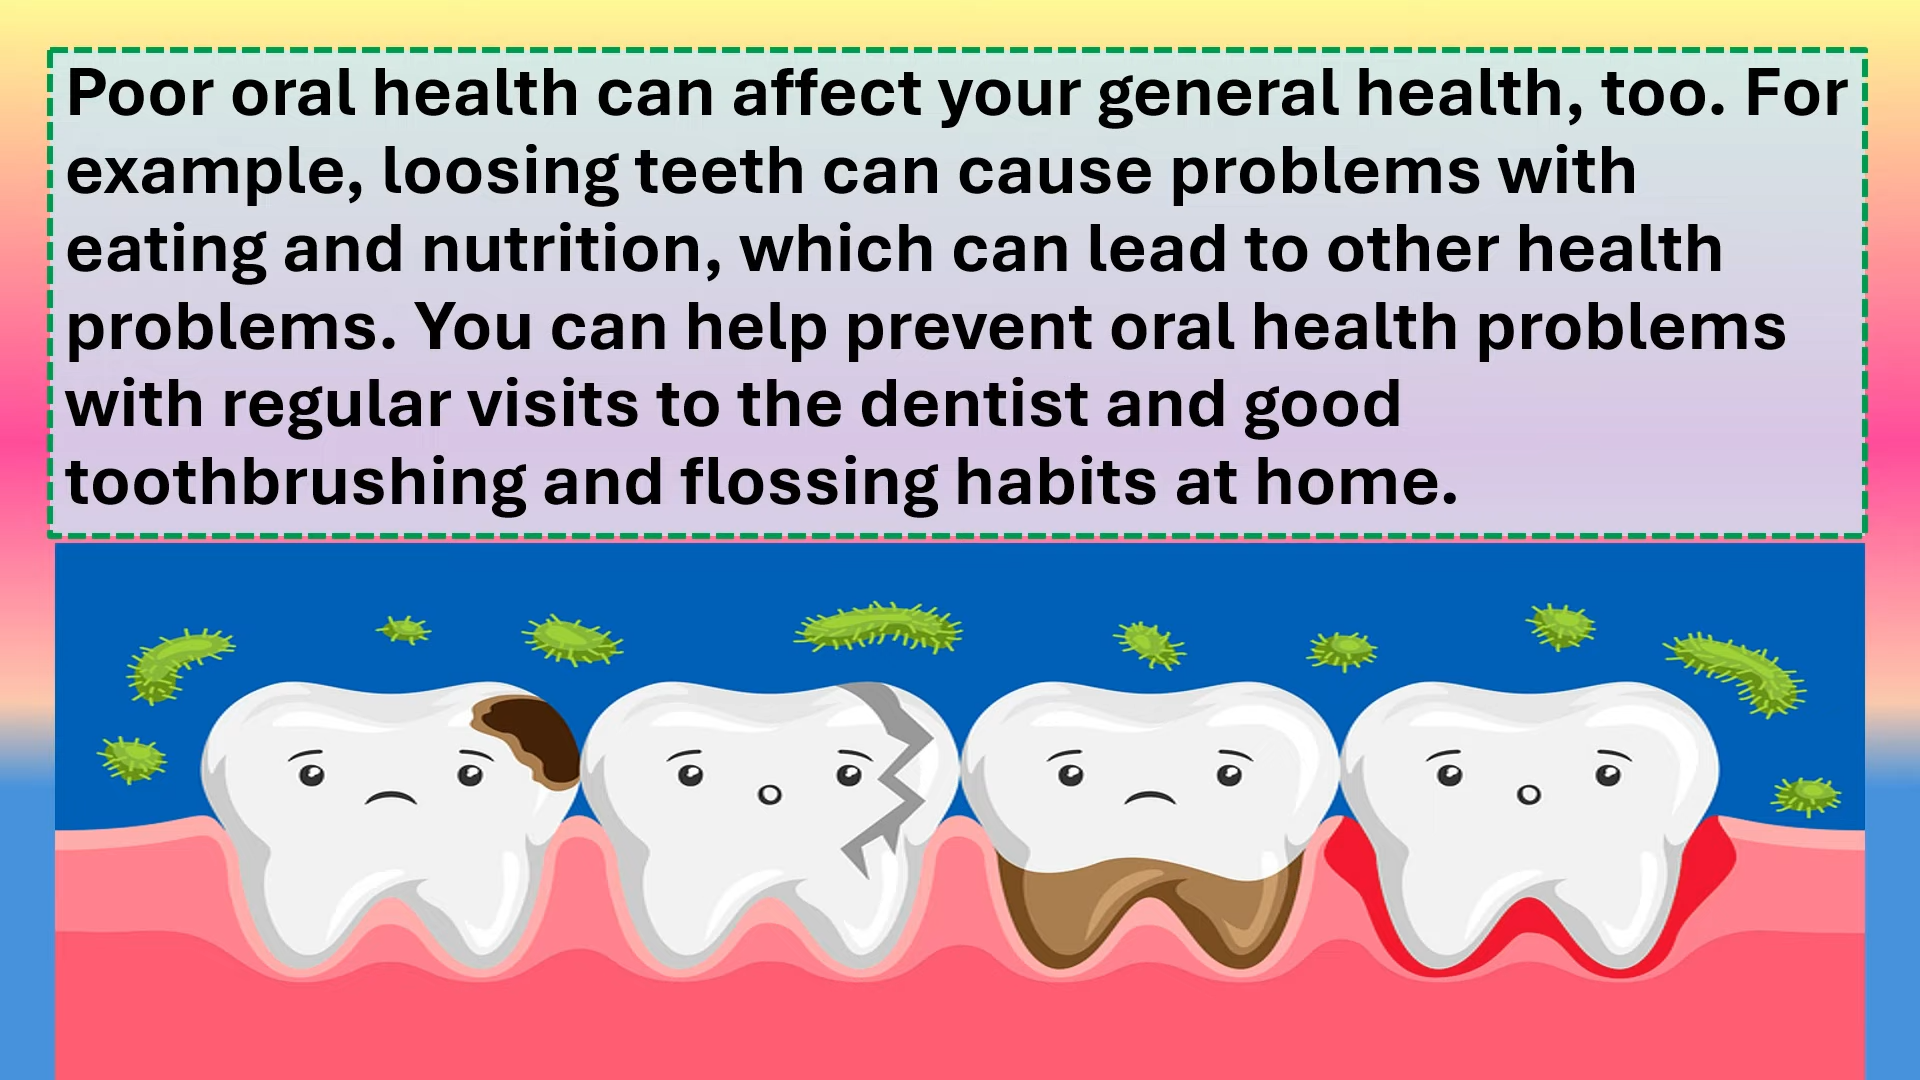 Poor oral health can affect your general health, too. For
example, loosing teeth can cause problems with
eating and nutrition, which can lead to other health
problems. You can help prevent oral health problems
with regular visits to the dentist and good
toothbrushing and flossing habits at home.